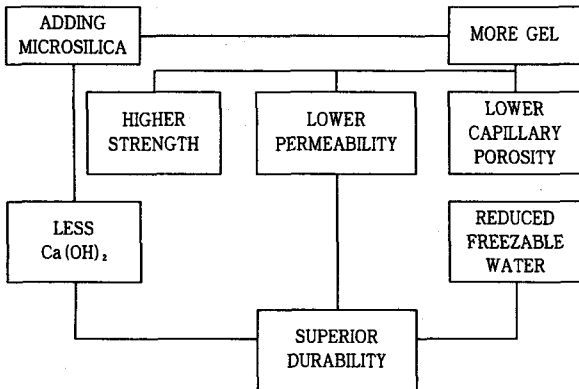 ADDING
MICROSILICA
MORE GEL
HIGHER
STRENGTH
LOWER
PERMEABILITY
LOWER
CAPILLARY
POROSITY
LESS
Ca(OH)₂
REDUCED
FREEZABLE
WATER
SUPERIOR
DURABILITY